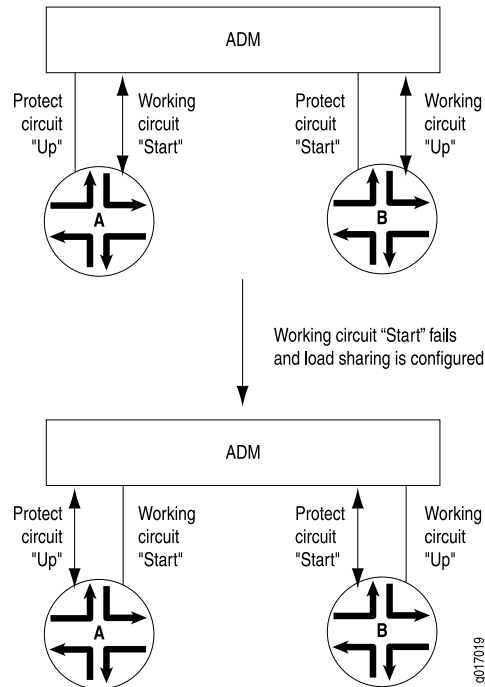 ADM
Protect
circuit
"Up"
Working
circuit
"Start"
Protect
circuit
"Start"
Working
circuit
"Up"
A
B
Working circuit “Start” fails
and load sharing is configured
ADM
Protect
circuit
"Up"
Working
circuit
"Start"
Protect
circuit
"Start"
Working
circuit
"Up"
A
B
g017019